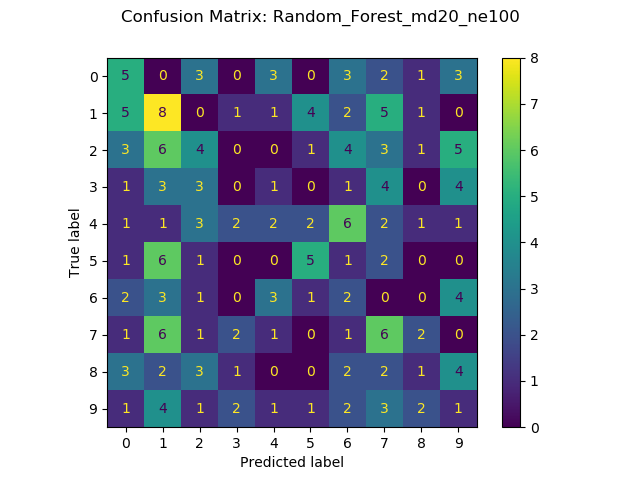 Confusion Matrix: Random_Forest_md20_ne100
0 5 0 3 0 3 0 3 2 1 3
1 5 8 0 1 1 4 2 5 1 0
2 3 6 4 0 0 1 4 3 1 5
3 1 3 3 0 1 0 1 4 0 4
4 1 1 3 2 2 2 6 2 1 1
5 1 6 1 0 0 5 1 2 0 0
6 2 3 1 0 3 1 2 0 0 4
7 1 6 1 2 1 0 1 6 2 0
8 3 2 3 1 0 0 2 2 1 4
9 1 4 1 2 1 1 2 3 2 1
0 1 2 3 4 5 6 7 8 9
True label
Predicted label
8
7
6
5
4
3
2
1
0